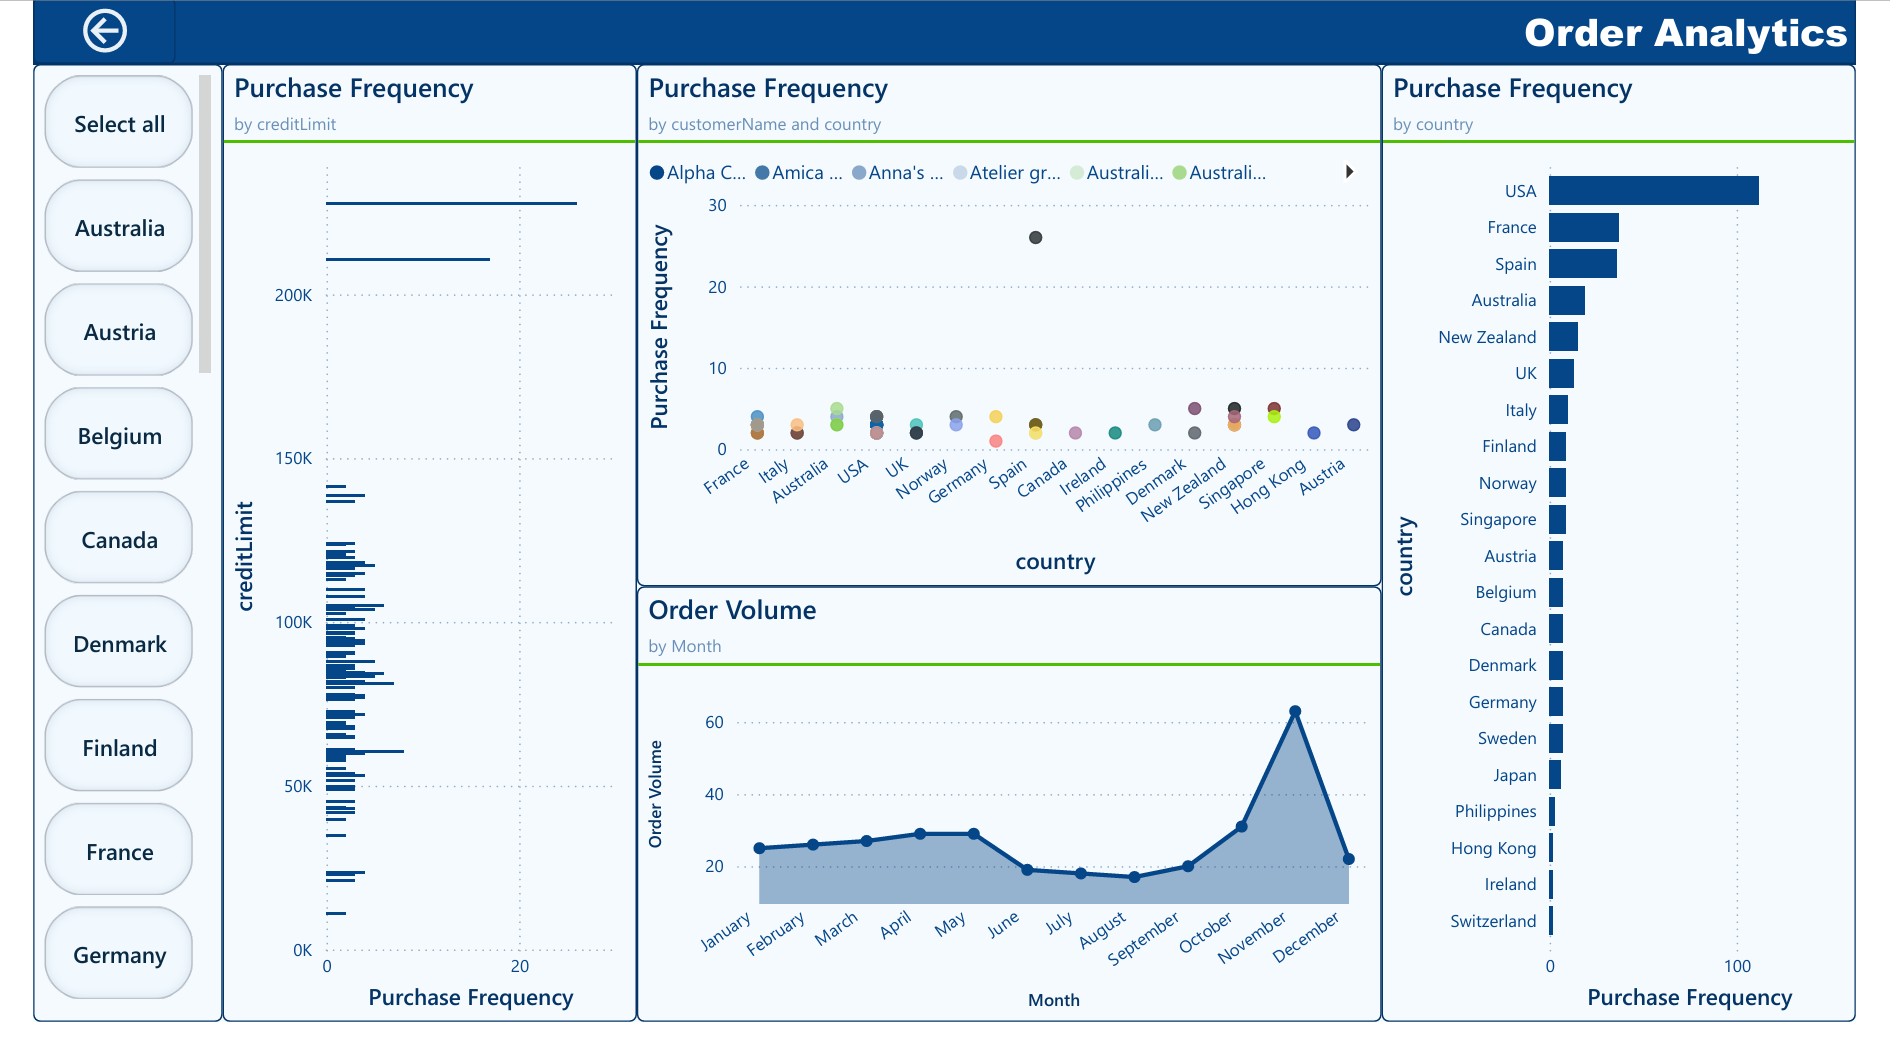 Order Analytics
Select all
Australia
Austria
Belgium
Canada
Denmark
Finland
France
Germany
Purchase Frequency
by creditLimit
creditLimit
200K
150K
100K
50K
0K
0 20
Purchase Frequency
Purchase Frequency
by customerName and country
Alpha C... Amica ... Anna's ... Atelier gr... Australi... Australi...
Purchase Frequency
30
20
10
0
France Italy Australia USA UK Norway Germany Spain Canada Ireland Philippines Denmark New Zealand Singapore Hong Kong Austria
country
Order Volume
by Month
Order Volume
60
40
20
January February March April May June July August September October November December
Month
Purchase Frequency
by country
country
USA
France
Spain
Australia
New Zealand
UK
Italy
Finland
Norway
Singapore
Austria
Belgium
Canada
Denmark
Germany
Sweden
Japan
Philippines
Hong Kong
Ireland
Switzerland
0 100
Purchase Frequency